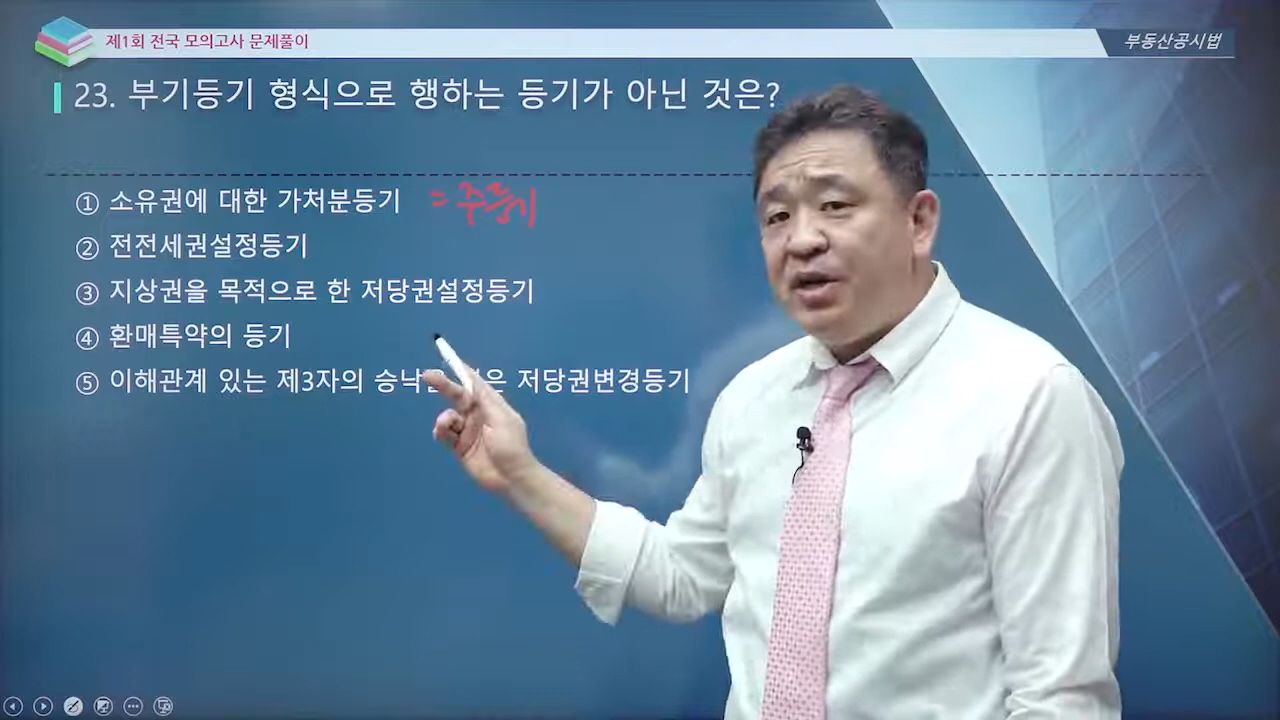 제1회 전국 모의고사 문제풀이
부동산공시법
23. 부기등기 형식으로 행하는 등기가 아닌 것은?
① 소유권에 대한 가처분등기 = 주등기
② 전전세권설정등기
③ 지상권을 목적으로 한 저당권설정등기
④ 환매특약의 등기
⑤ 이해관계 있는 제3자의 승낙을 은 저당권변경등기